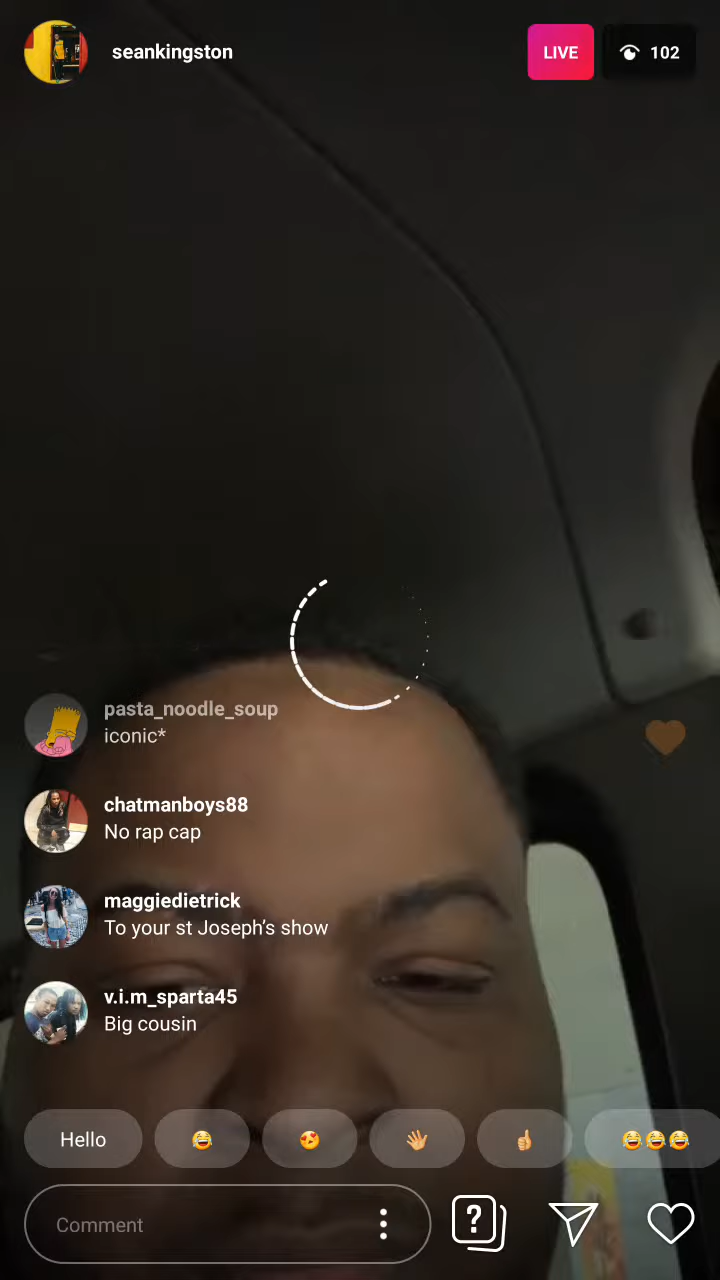 seankingston
LIVE
102
pasta_noodle_soup
iconic*
chatmanboys88
No rap cap
maggiedietrick
To your st Joseph's show
v.i.m_sparta45
Big cousin
Hello
Comment
?